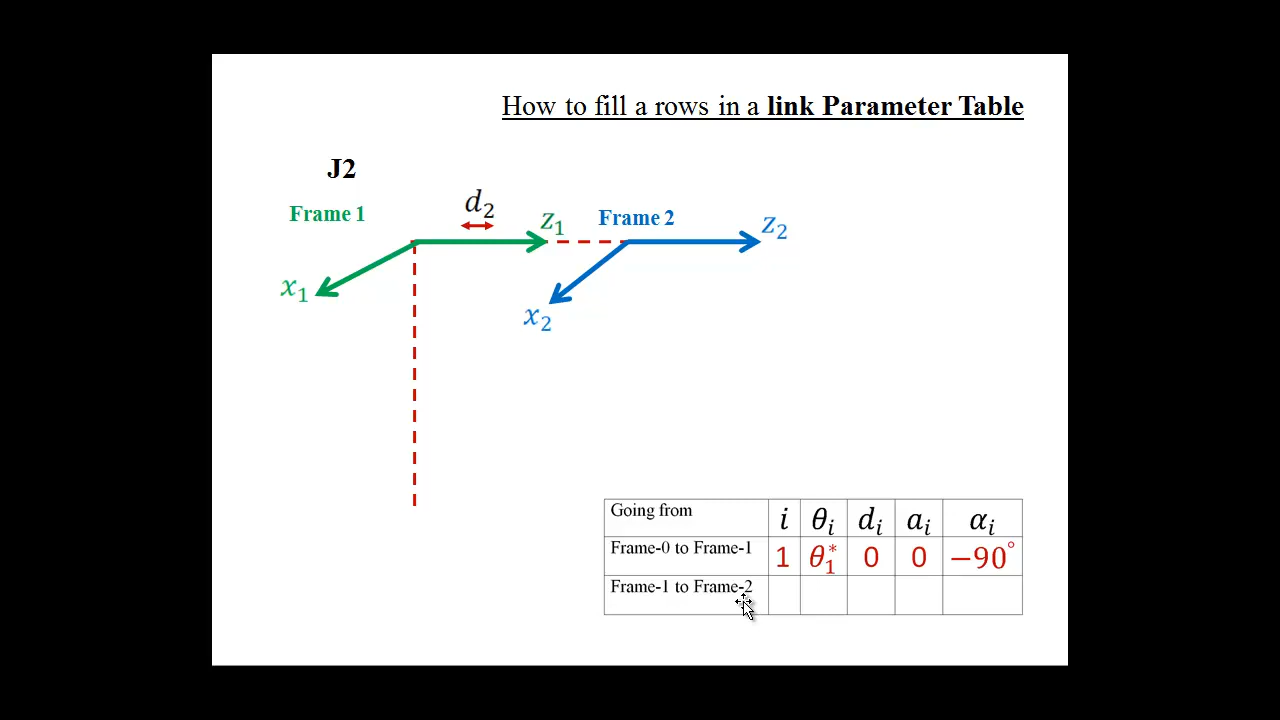 How to fill a rows in a link Parameter Table
J2
Frame 1
d₂
z₁
Frame 2
z₂
x₁
x₂
Going from i θᵢ dᵢ aᵢ αᵢ
Frame-0 to Frame-1 1 θ₁* 0 0 −90°
Frame-1 to Frame-2